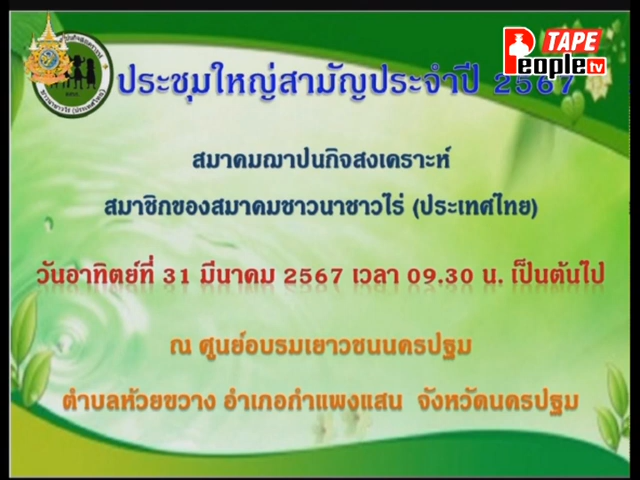 TAPE
People tv
ประชุมใหญ่สามัญประจำปี 2567
สมาคมฌาปนกิจสงเคราะห์
สมาชิกของสมาคมชาวนาชาวไร่ (ประเทศไทย)
วันอาทิตย์ที่ 31 มีนาคม 2567 เวลา 09.30 น. เป็นต้นไป
ณ ศูนย์อบรมเยาวชนนครปฐม
ตำบลห้วยขวาง อำเภอกำแพงแสน จังหวัดนครปฐม